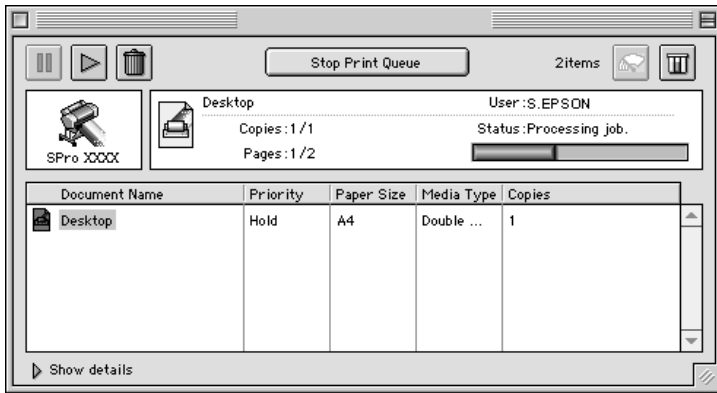 Stop Print Queue
2items
SPro XXXX
Desktop
User:S.EPSON
Copies:1/1
Status:Processing job.
Pages:1/2
Document Name Priority Paper Size Media Type Copies
Desktop Hold A4 Double ... 1
Show details